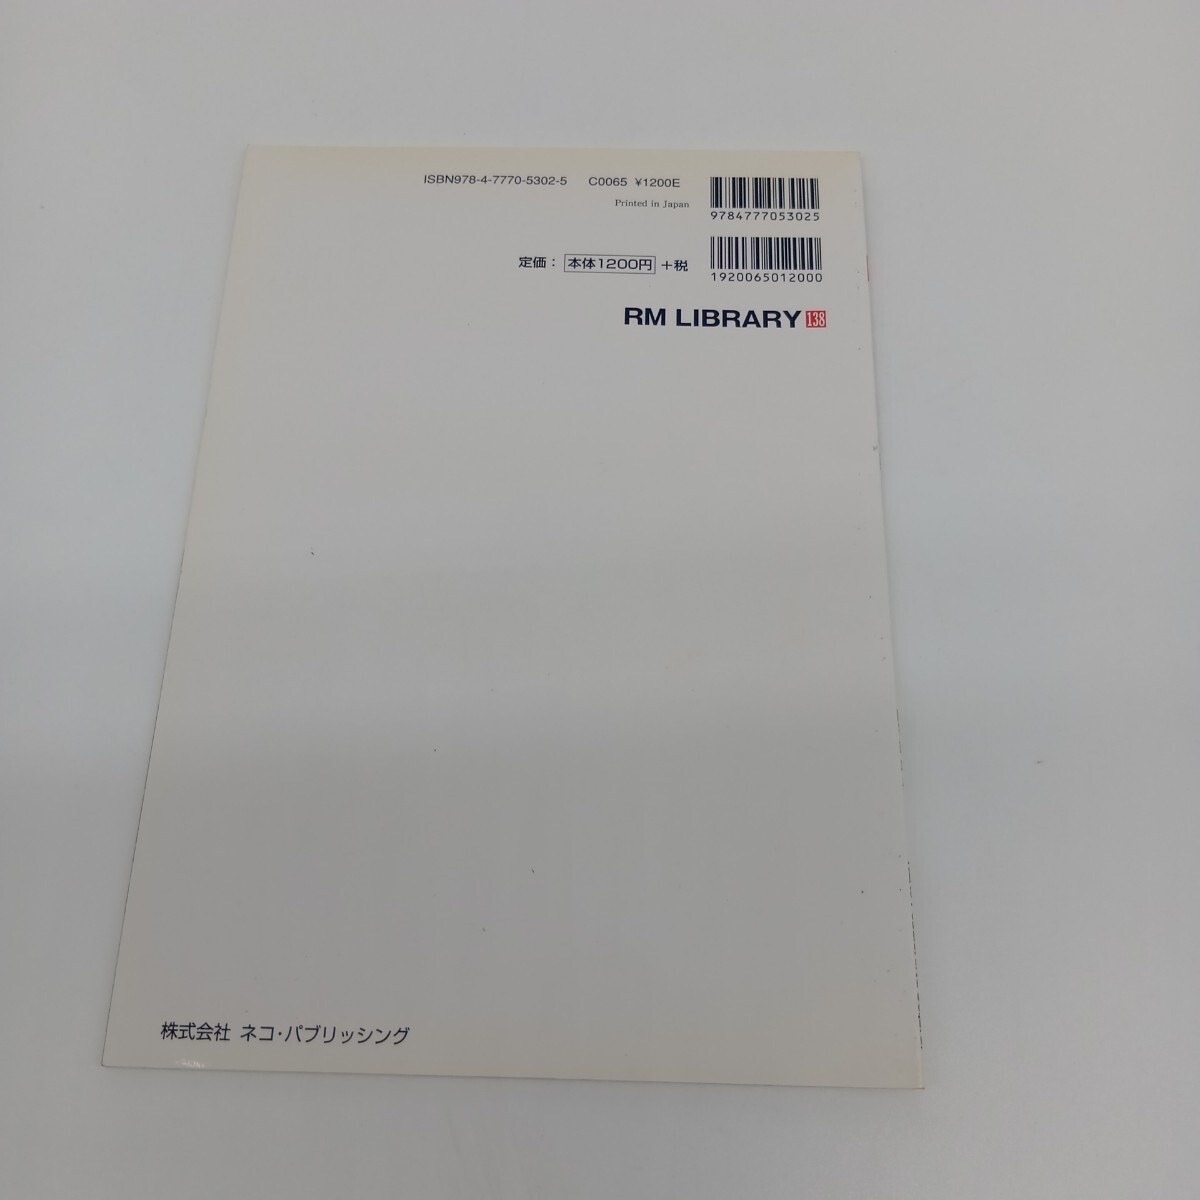 ISBN978-4-7770-5302-5 C0065 ¥1200E
Printed in Japan
9784777053025
定価： 本体1200円 +税
1920065012000
RM LIBRARY 138
株式会社 ネコ・パブリッシング